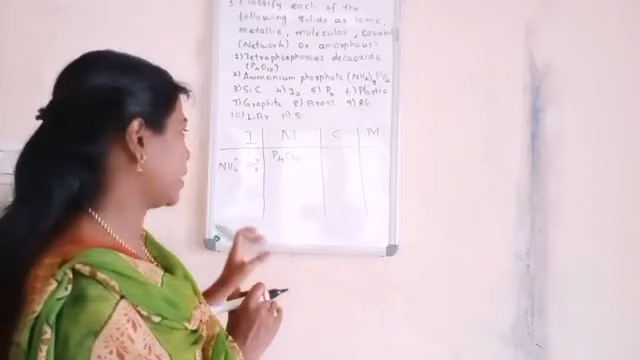 1 Classify each of the
following solids as Ionic,
metallic, molecular, covalent
(Network) or amorphous
1) Tetraphosphorous decaoxide
(P4O10)
2) Ammonium phosphate (NH4)3 PO4
3) SiC 4) I2 5) P4 6) Plastic
7) Graphite 8) Brass 9) Rb
10) LiBr 11) Si
I M C M
NH4+ PO43- P4O10